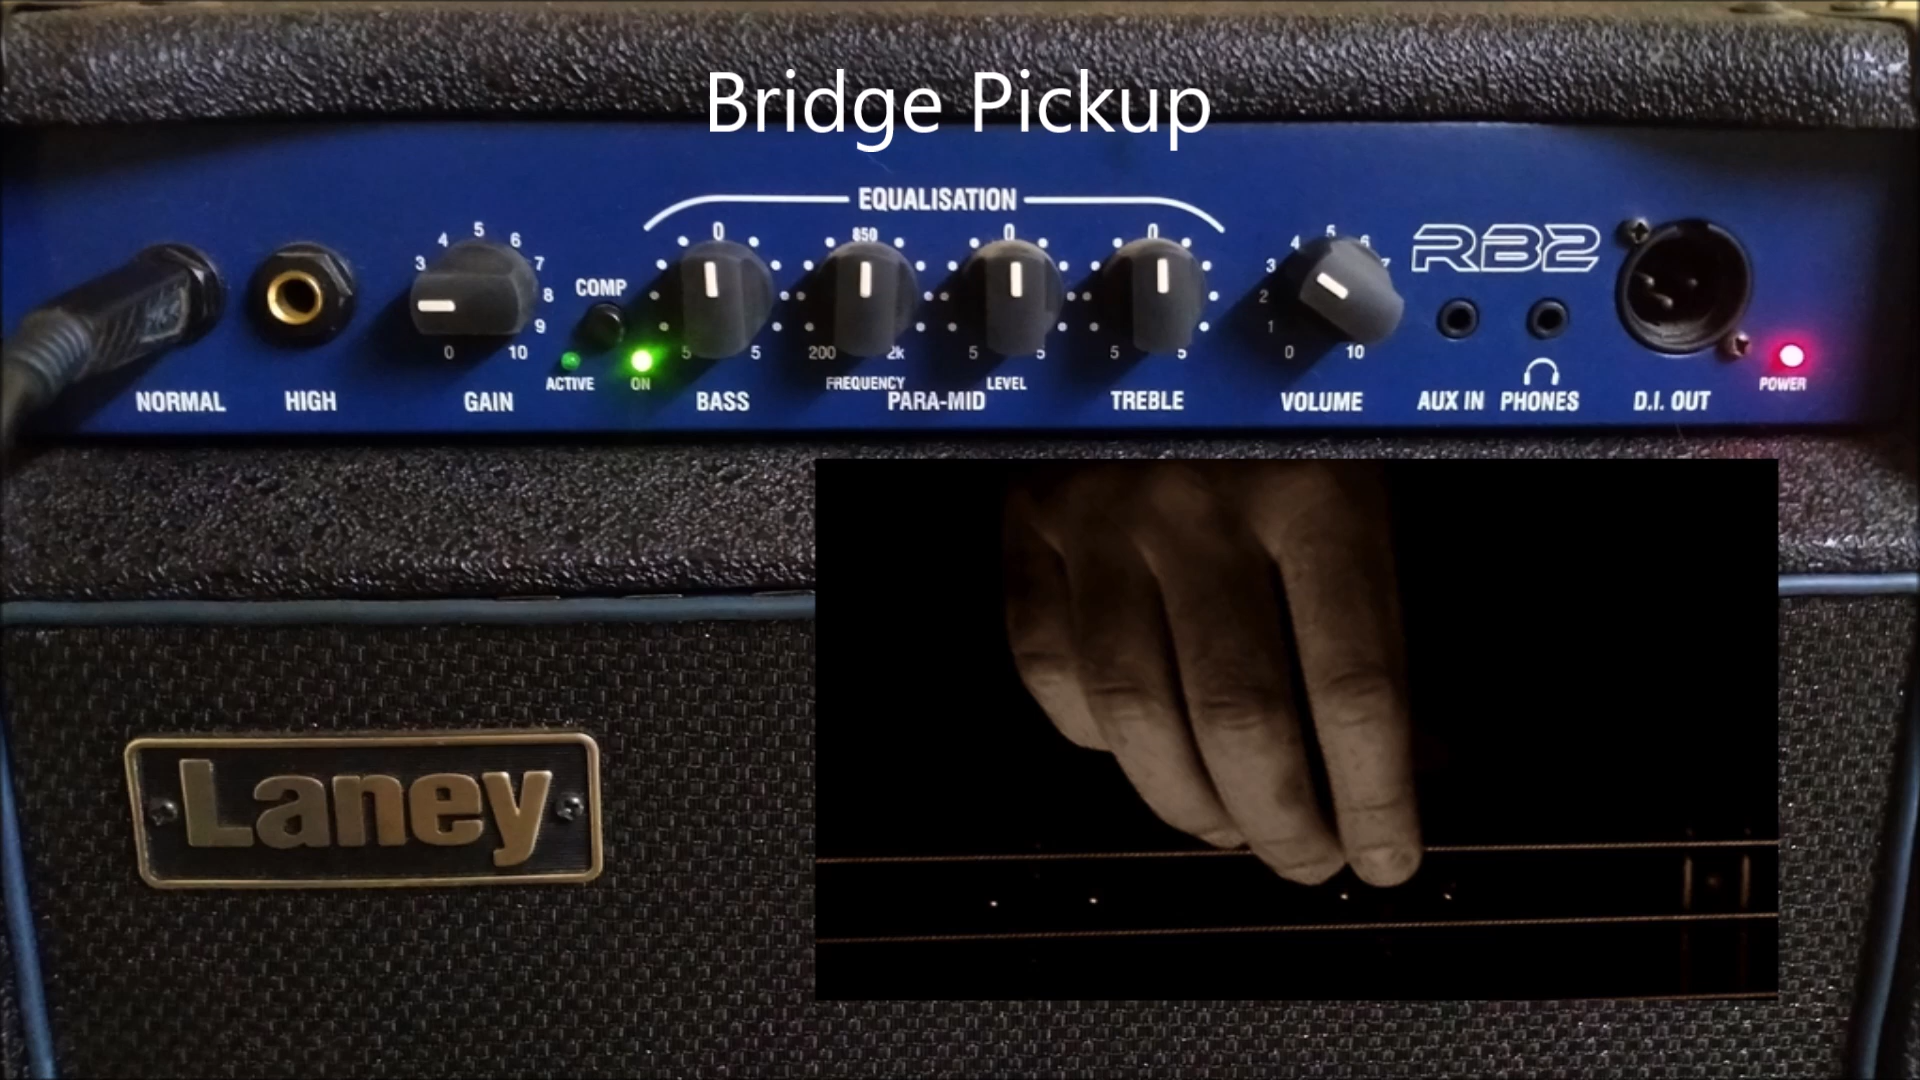 Bridge Pickup
EQUALISATION
RB2
0 850 0 0
3 4 5 6 7 8 9
0 10
COMP
ACTIVE ON
5 5
200 2k
5 5
5 5
1 2 3 4 5 6
0 10
NORMAL HIGH GAIN BASS
FREQUENCY LEVEL
PARA-MID
TREBLE VOLUME AUX IN PHONES D.I. OUT
POWER
Laney